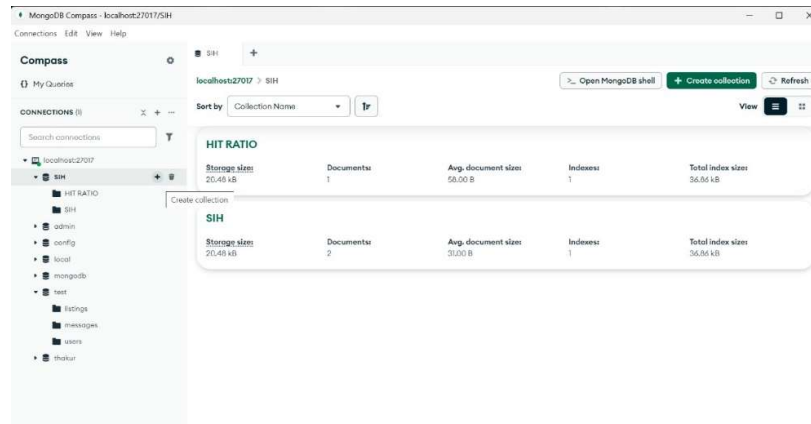 MongoDB Compass - localhost:27017/SIH
Connections Edit View Help
Compass
{} My Queries
CONNECTIONS (1)
Search connections
localhost:27017
SIH
HIT RATIO
SIH
admin
config
local
mongodb
test
listings
messages
users
thakur
Create collection
SIH
localhost:27017 > SIH
>_ Open MongoDB shell
+ Create collection
Refresh
Sort by Collection Name
View
HIT RATIO
Storage size: Documents: Avg. document size: Indexes: Total index size:
20.48 kB 1 58.00 B 1 36.86 kB
SIH
Storage size: Documents: Avg. document size: Indexes: Total index size:
20.48 kB 2 31.00 B 1 36.86 kB